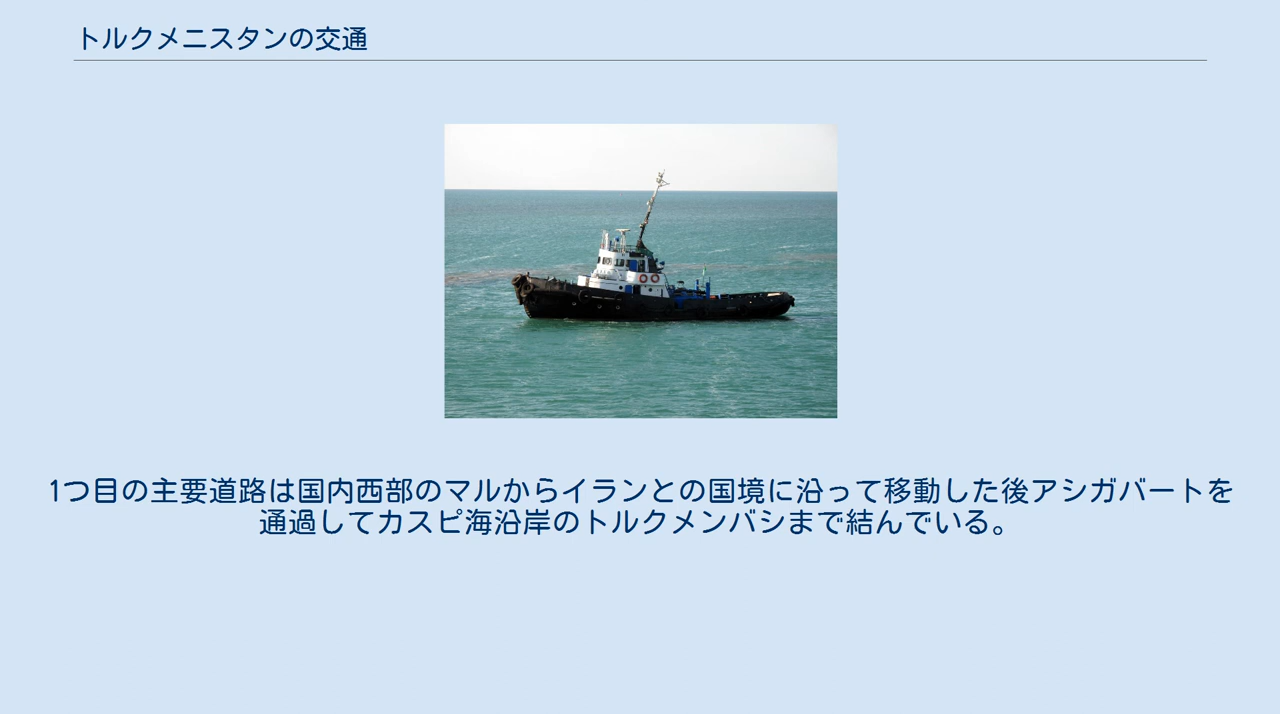 トルクメニスタンの交通
1つ目の主要道路は国内西部のマルからイランとの国境に沿って移動した後アシガバートを
通過してカスピ海沿岸のトルクメンバシまで結んでいる。